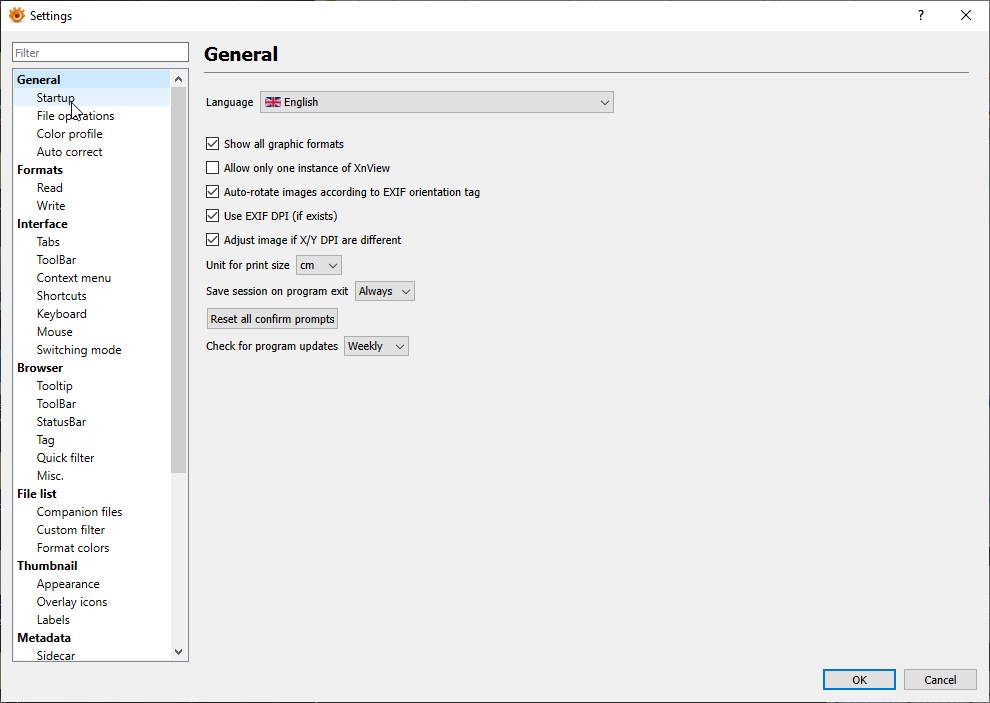 Settings
?
Filter
General
Startup
File operations
Color profile
Auto correct
Formats
Read
Write
Interface
Tabs
ToolBar
Context menu
Shortcuts
Keyboard
Mouse
Switching mode
Browser
Tooltip
ToolBar
StatusBar
Tag
Quick filter
Misc.
File list
Companion files
Custom filter
Format colors
Thumbnail
Appearance
Overlay icons
Labels
Metadata
Sidecar
General
Language English
Show all graphic formats
Allow only one instance of XnView
Auto-rotate images according to EXIF orientation tag
Use EXIF DPI (if exists)
Adjust image if X/Y DPI are different
Unit for print size cm
Save session on program exit Always
Reset all confirm prompts
Check for program updates Weekly
OK Cancel